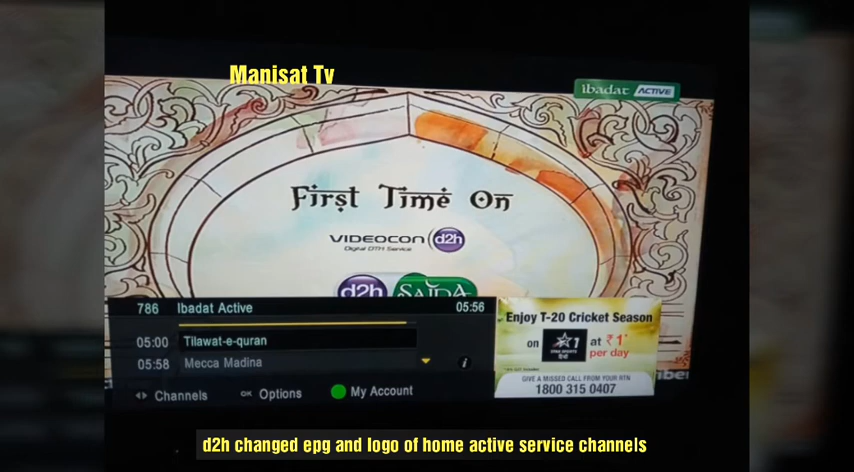 Manisat Tv
ibadat ACTIVE
First Time On
VIDEOCON d2h
Digital DTH Service
d2h SAJDA
786 Ibadat Active 05:56
05:00 Tilawat-e-quran
05:58 Mecca Madina
i
Channels OK Options My Account
Enjoy T-20 Cricket Season
on 1 at ₹1*
per day
GIVE A MISSED CALL FROM YOUR RTN
1800 315 0407
d2h changed epg and logo of home active service channels